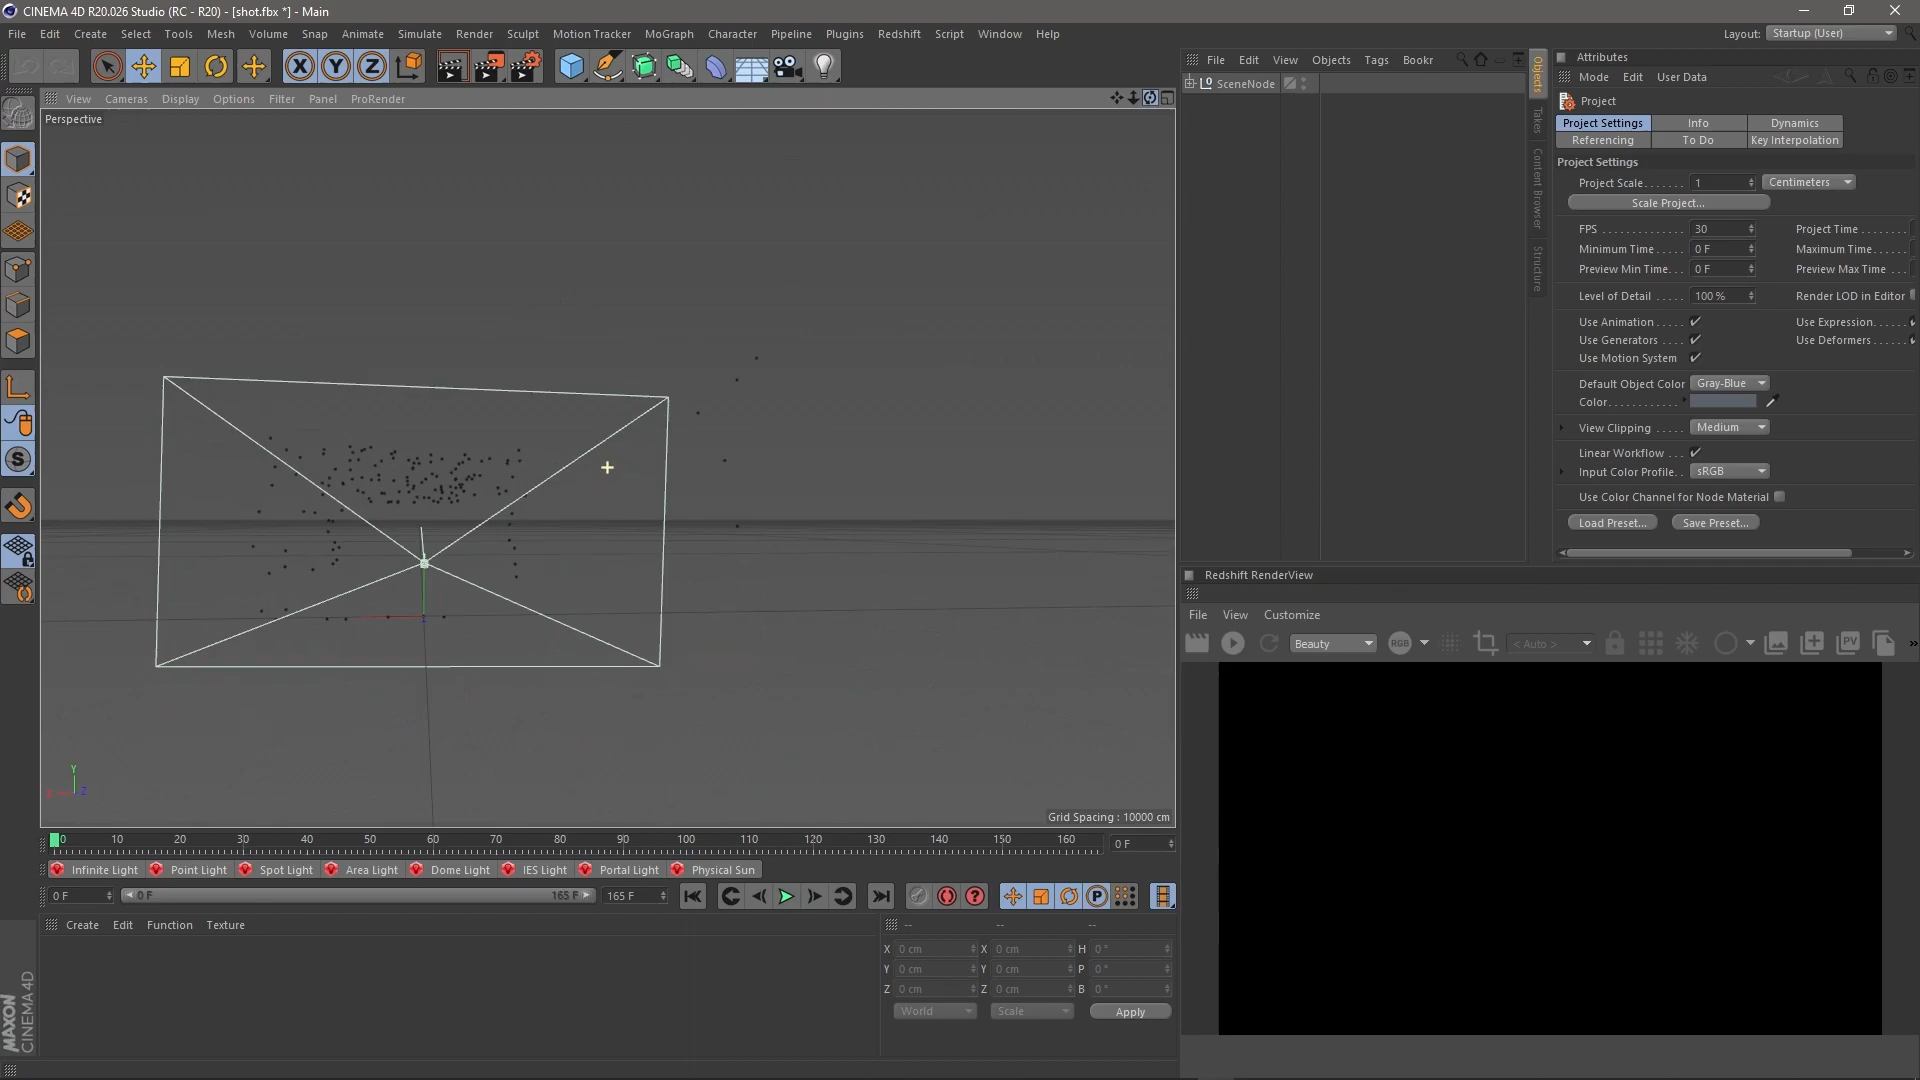 CINEMA 4D R20.026 Studio (RC - R20) - [shot.fbx *] - Main
File Edit Create Select Tools Mesh Volume Snap Animate Simulate Render Sculpt Motion Tracker MoGraph Character Pipeline Plugins Redshift Script Window Help
Layout: Startup (User)
X Y Z
View Cameras Display Options Filter Panel ProRender
Perspective
Y
X
Z
Grid Spacing : 10000 cm
File Edit View Objects Tags Bookr
SceneNode
Objects
Takes
Content Browser
Structure
Attributes
Mode Edit User Data
Project
Project Settings Info Dynamics
Referencing To Do Key Interpolation
Project Settings
Project Scale....... 1 Centimeters
Scale Project...
FPS .............. 30 Project Time ........
Minimum Time ..... 0 F Maximum Time......
Preview Min Time... 0 F Preview Max Time ...
Level of Detail ..... 100 % Render LOD in Editor
Use Animation ..... Use Expression......
Use Generators .... Use Deformers ....
Use Motion System
Default Object Color Gray-Blue
Color............
View Clipping ..... Medium
Linear Workflow ...
Input Color Profile... sRGB
Use Color Channel for Node Material
Load Preset... Save Preset...
Redshift RenderView
File View Customize
Beauty RGB < Auto > PV »
0 10 20 30 40 50 60 70 80 90 100 110 120 130 140 150 160 0 F
Infinite Light Point Light Spot Light Area Light Dome Light IES Light Portal Light Physical Sun
0 F 0 F 165 F 165 F P
Create Edit Function Texture
-- -- --
X 0 cm X 0 cm H 0 °
Y 0 cm Y 0 cm P 0 °
Z 0 cm Z 0 cm B 0 °
World Scale Apply
MAXON
CINEMA 4D